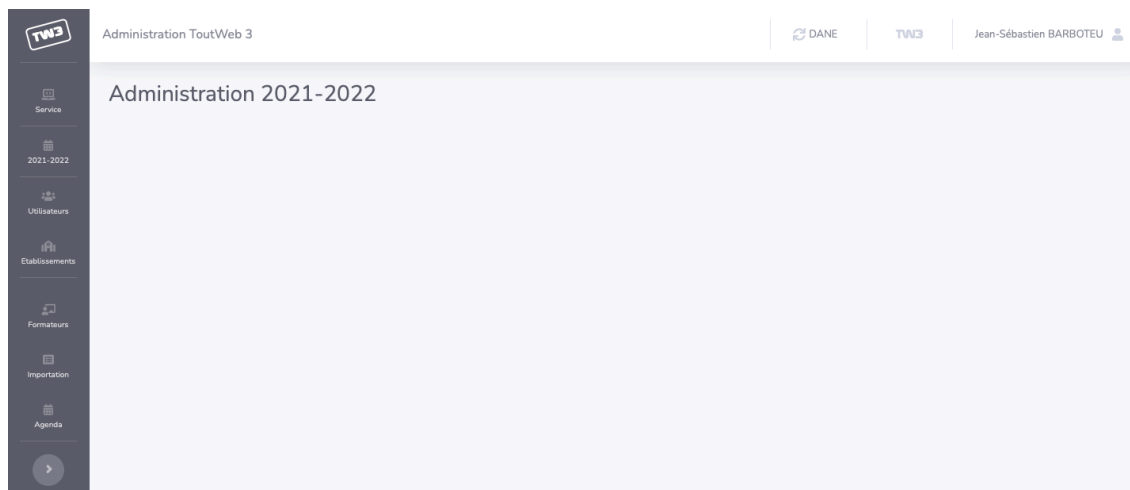 TW3
Administration ToutWeb 3
DANE
TW3
Jean-Sébastien BARBOTEU
Administration 2021-2022
Service
2021-2022
Utilisateurs
Etablissements
Formateurs
Importation
Agenda